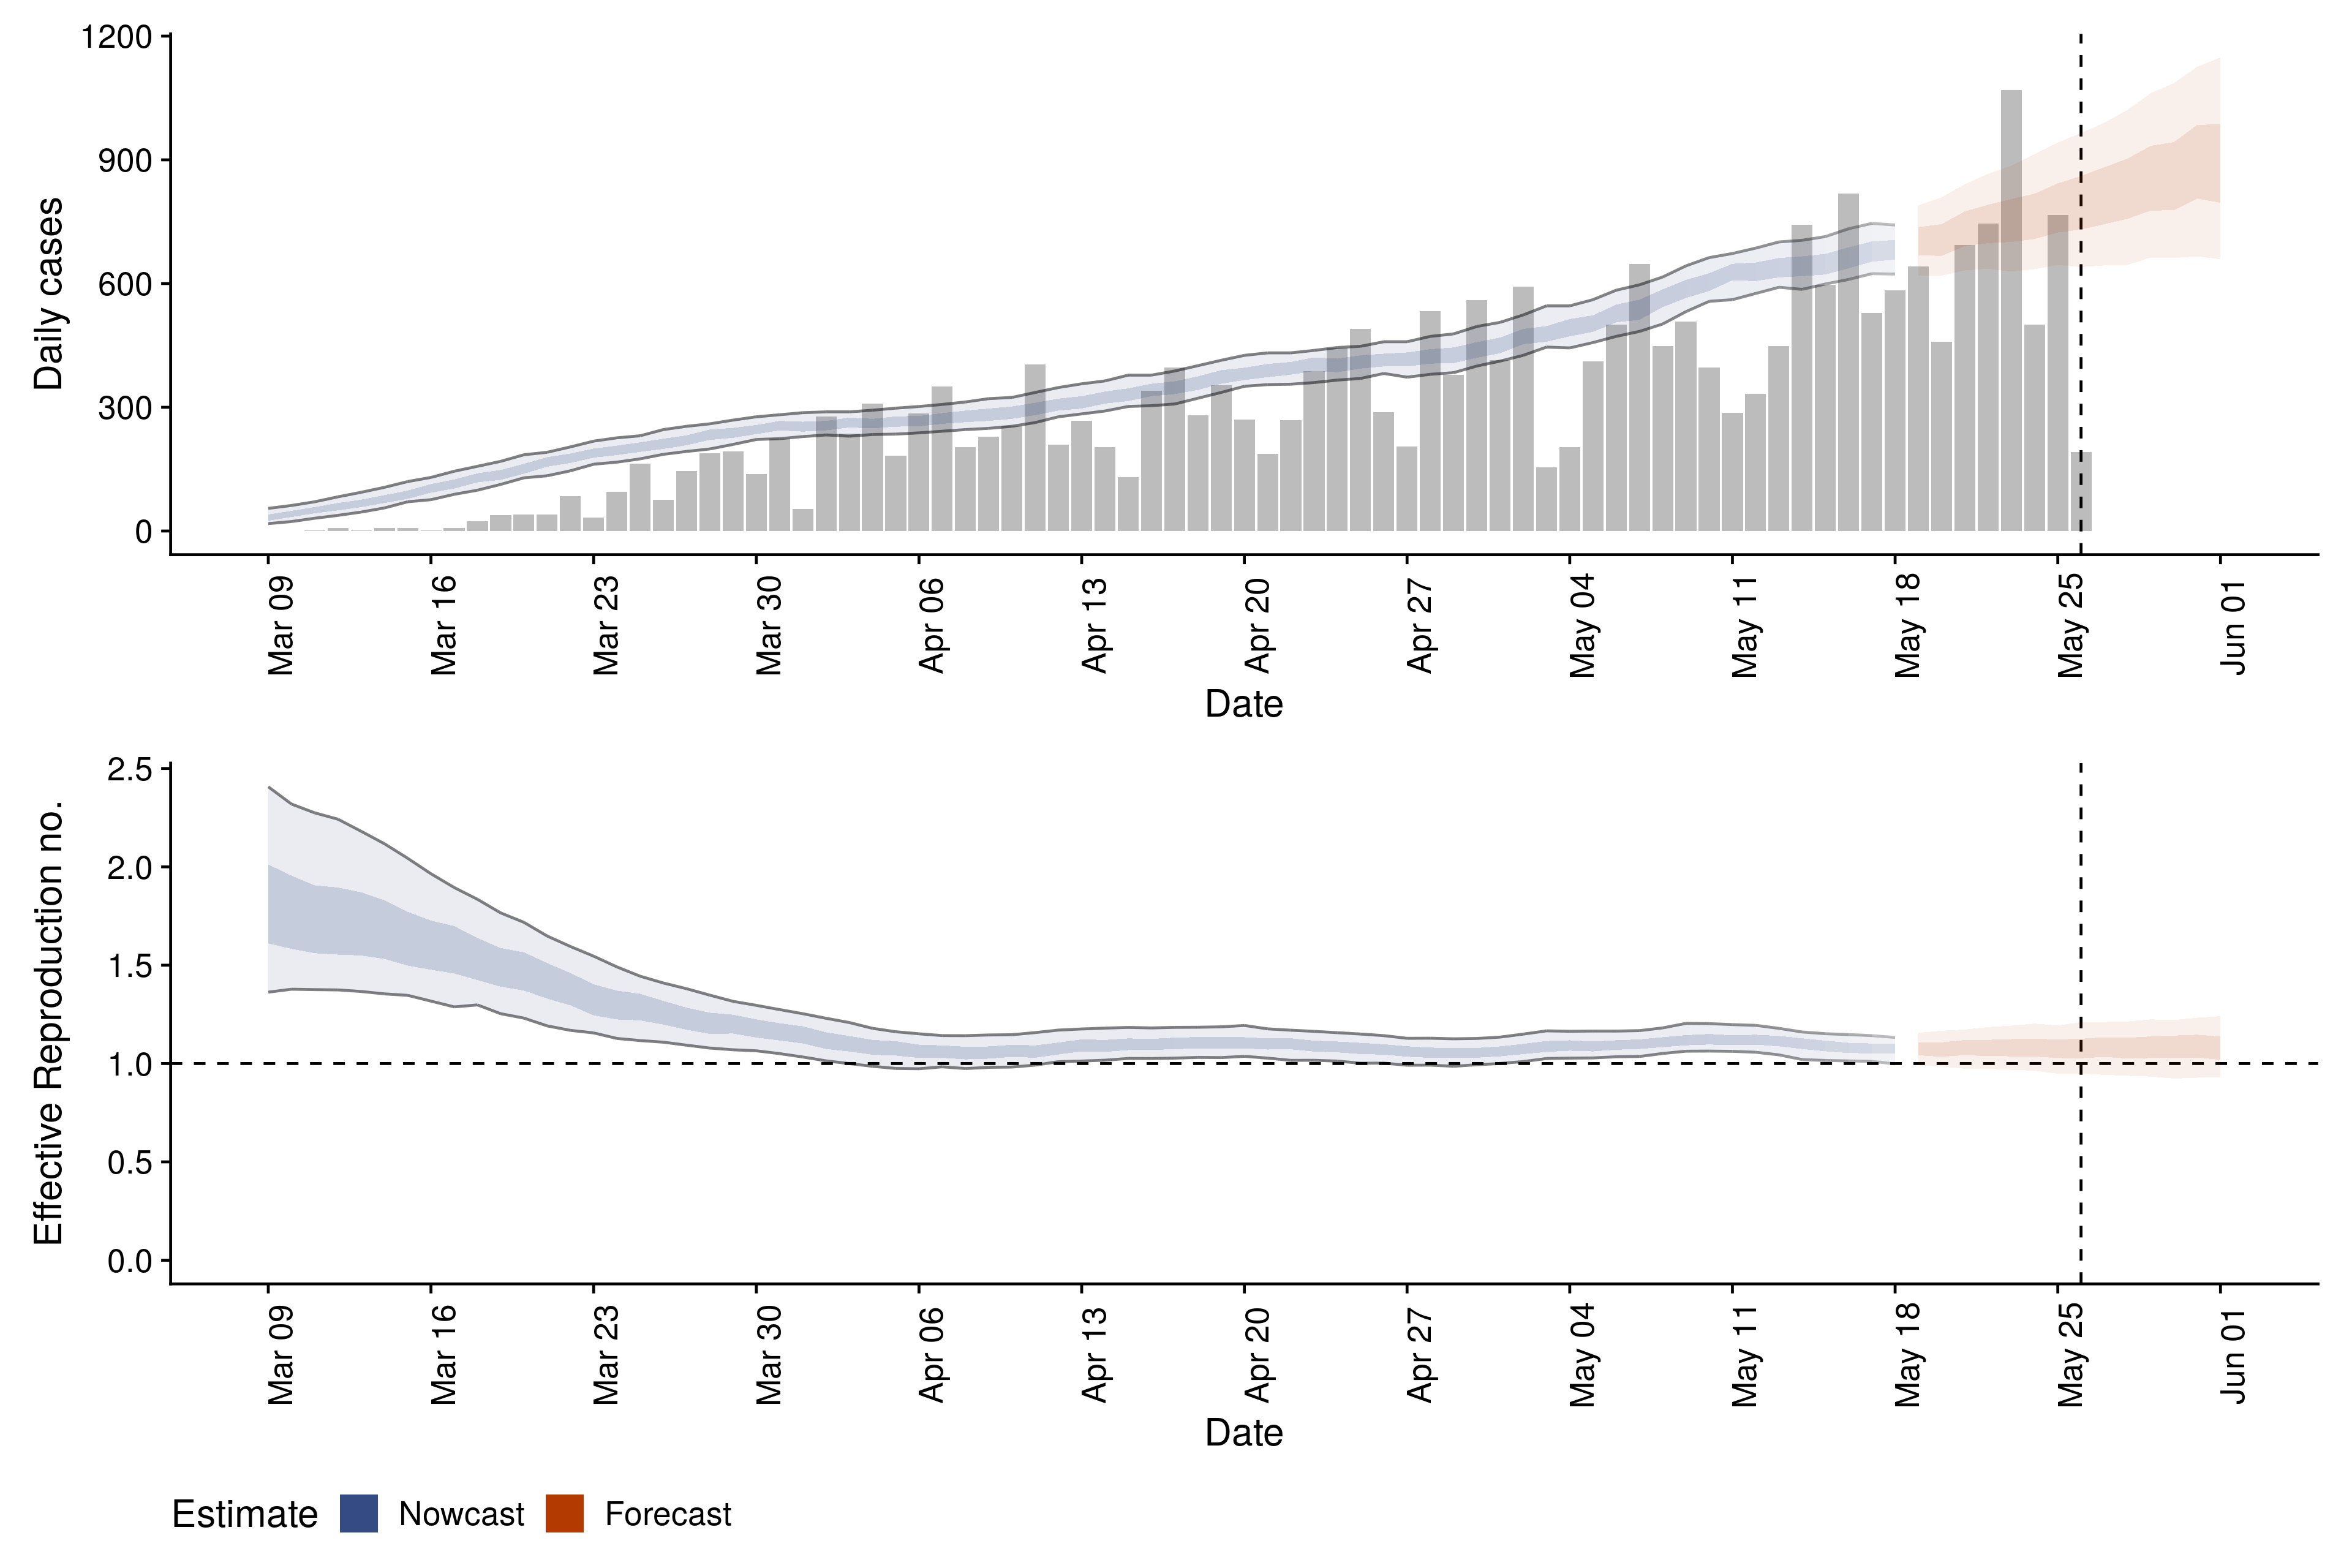 Daily cases
1200
900
600
300
0
Mar 09
Mar 16
Mar 23
Mar 30
Apr 06
Apr 13
Apr 20
Apr 27
May 04
May 11
May 18
May 25
Jun 01
Date
Effective Reproduction no.
2.5
2.0
1.5
1.0
0.5
0.0
Mar 09
Mar 16
Mar 23
Mar 30
Apr 06
Apr 13
Apr 20
Apr 27
May 04
May 11
May 18
May 25
Jun 01
Date
Estimate Nowcast Forecast